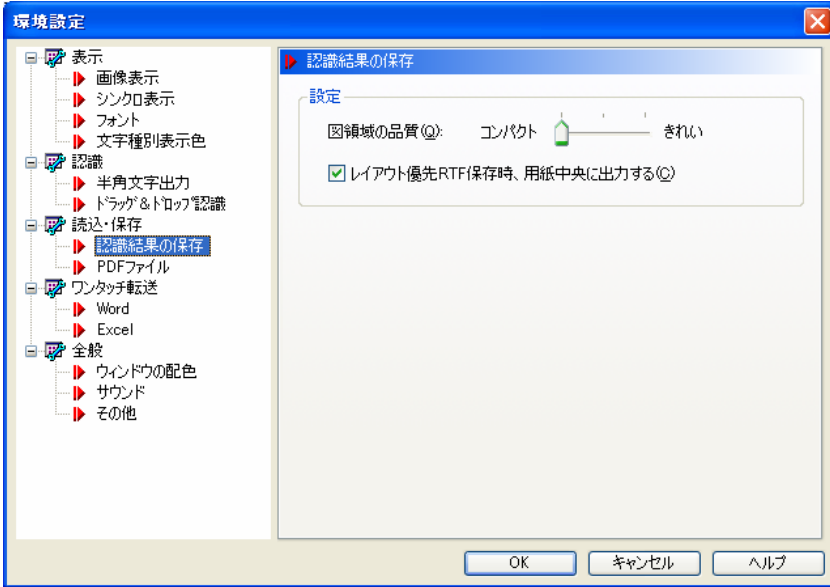 環境設定
表示
画像表示
シンクロ表示
フォント
文字種別表示色
認識
半角文字出力
ﾄﾞﾗｯｸﾞ&ﾄﾞﾛｯﾌﾟ認識
読込・保存
認識結果の保存
PDFファイル
ワンタッチ転送
Word
Excel
全般
ウィンドウの配色
サウンド
その他
認識結果の保存
設定
図領域の品質(Q): コンパクト きれい
レイアウト優先RTF保存時、用紙中央に出力する(C)
OK キャンセル ヘルプ